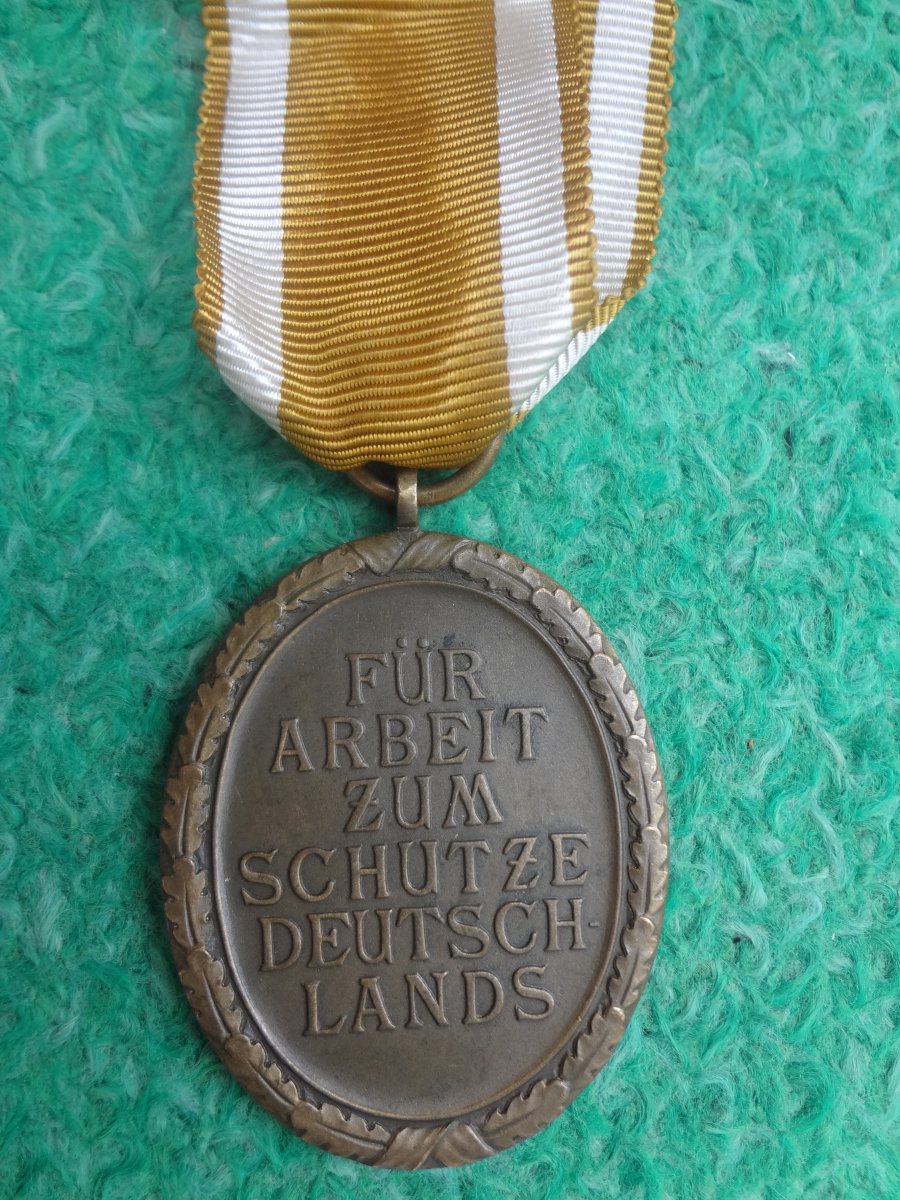 FÜR
ARBEIT
ZUM
SCHUTZE
DEUTSCH-
LANDS